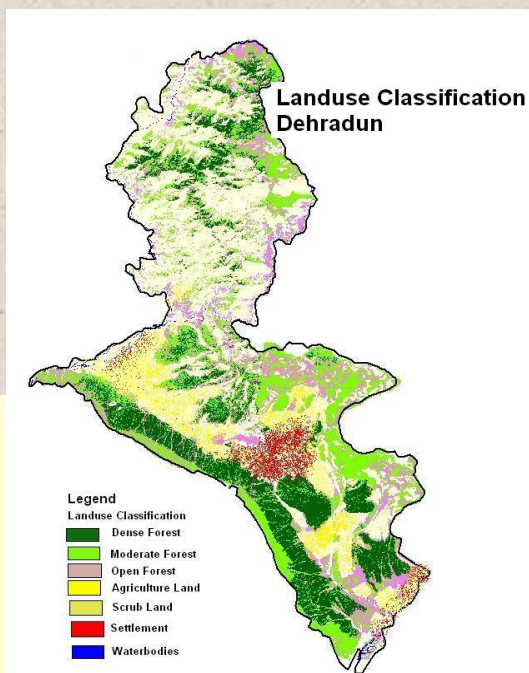 Landuse Classification
Dehradun
Legend
Landuse Classification
Dense Forest
Moderate Forest
Open Forest
Agriculture Land
Scrub Land
Settlement
Waterbodies